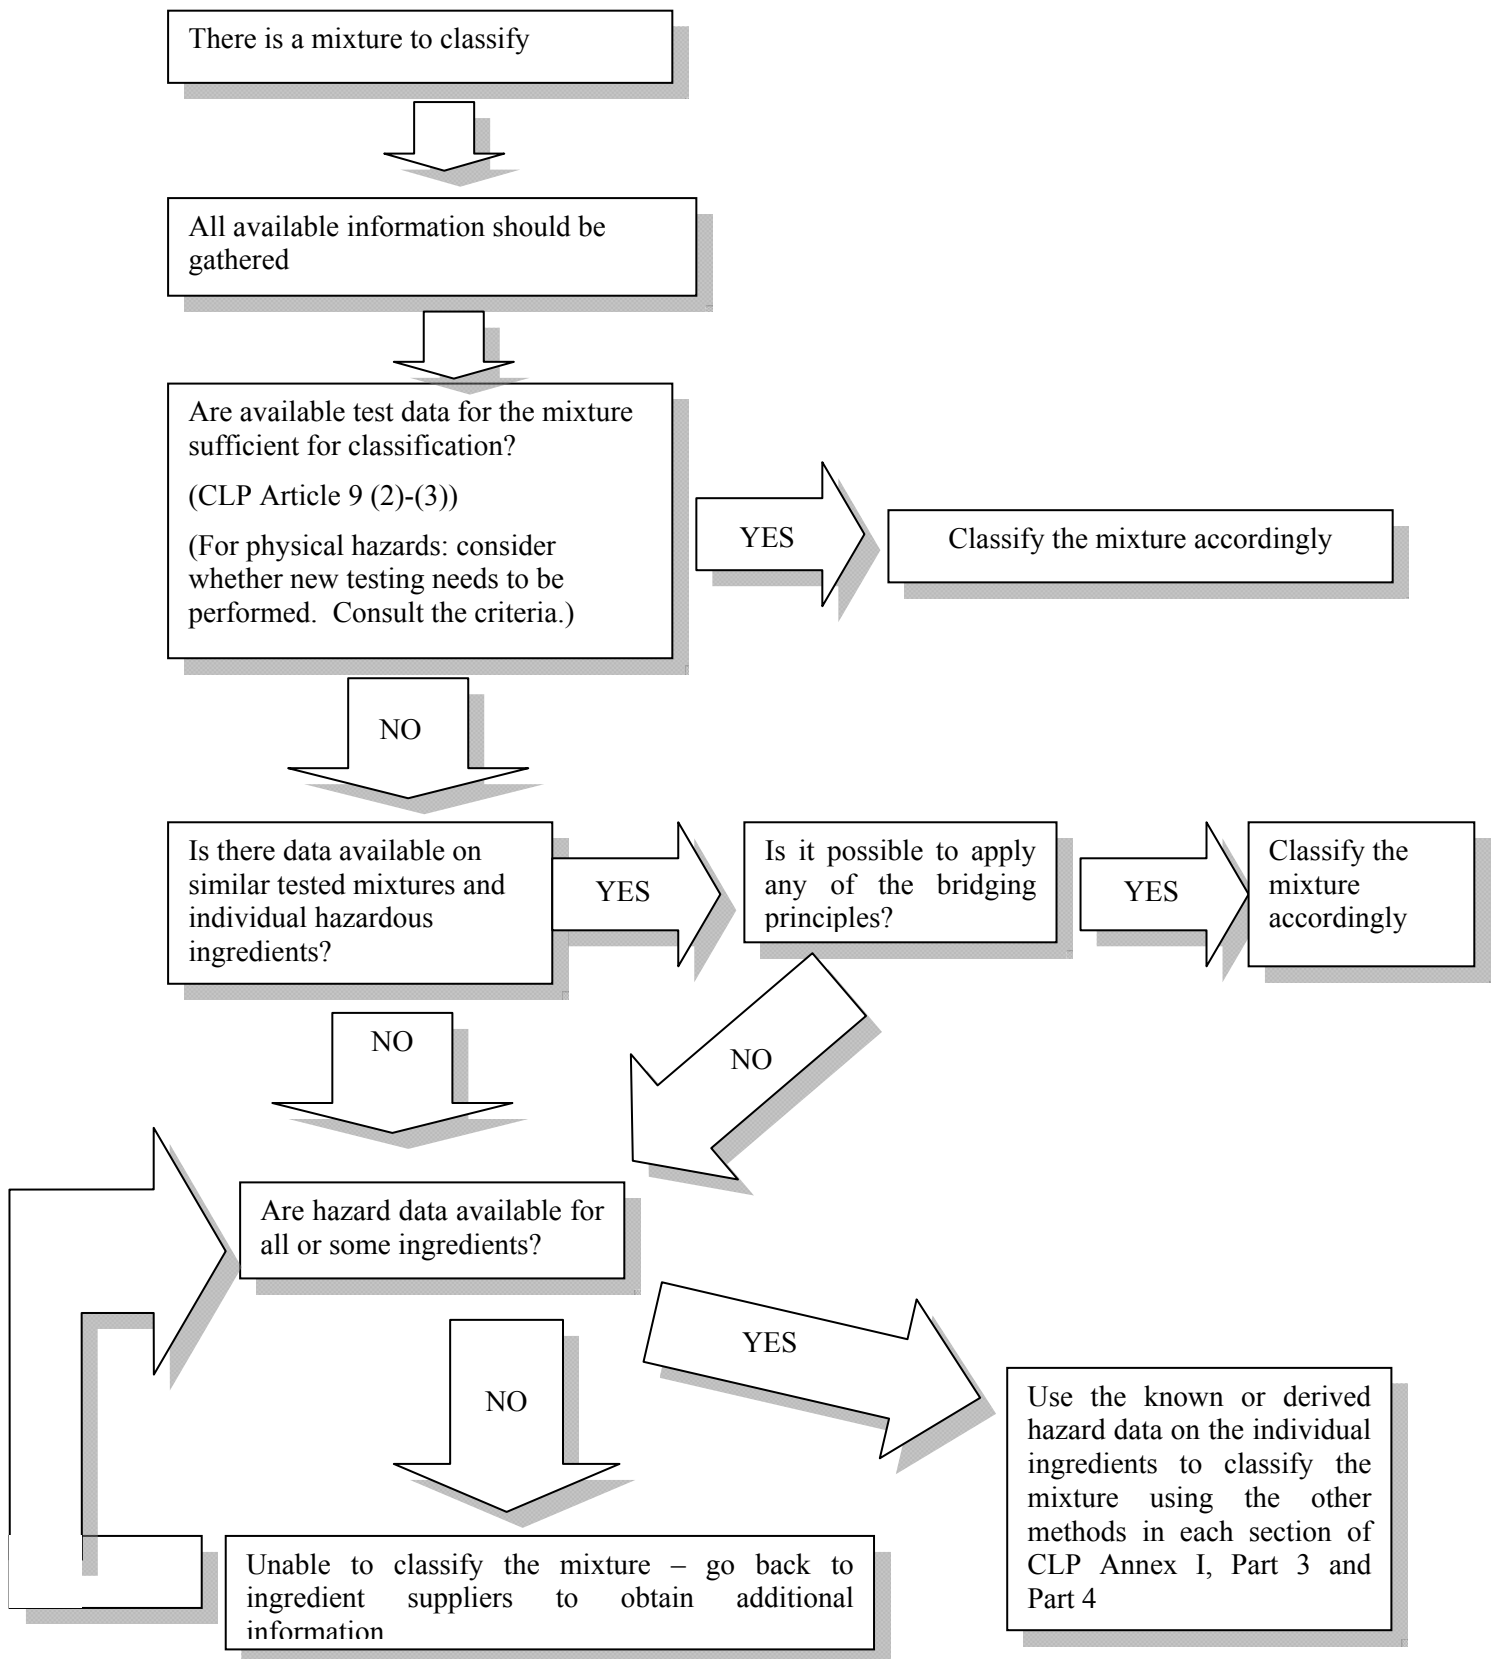 There is a mixture to classify
All available information should be
gathered
Are available test data for the mixture
sufficient for classification?
(CLP Article 9 (2)-(3))
(For physical hazards: consider
whether new testing needs to be
performed.  Consult the criteria.)
YES
Classify the mixture accordingly
NO
Is there data available on
similar tested mixtures and
individual hazardous
ingredients?
YES
Is it possible to apply
any of the bridging
principles?
YES
Classify the
mixture
accordingly
NO
NO
Are hazard data available for
all or some ingredients?
YES
NO
Use the known or derived
hazard data on the individual
ingredients to classify the
mixture using the other
methods in each section of
CLP Annex I, Part 3 and
Part 4
Unable to classify the mixture – go back to
ingredient suppliers to obtain additional
information